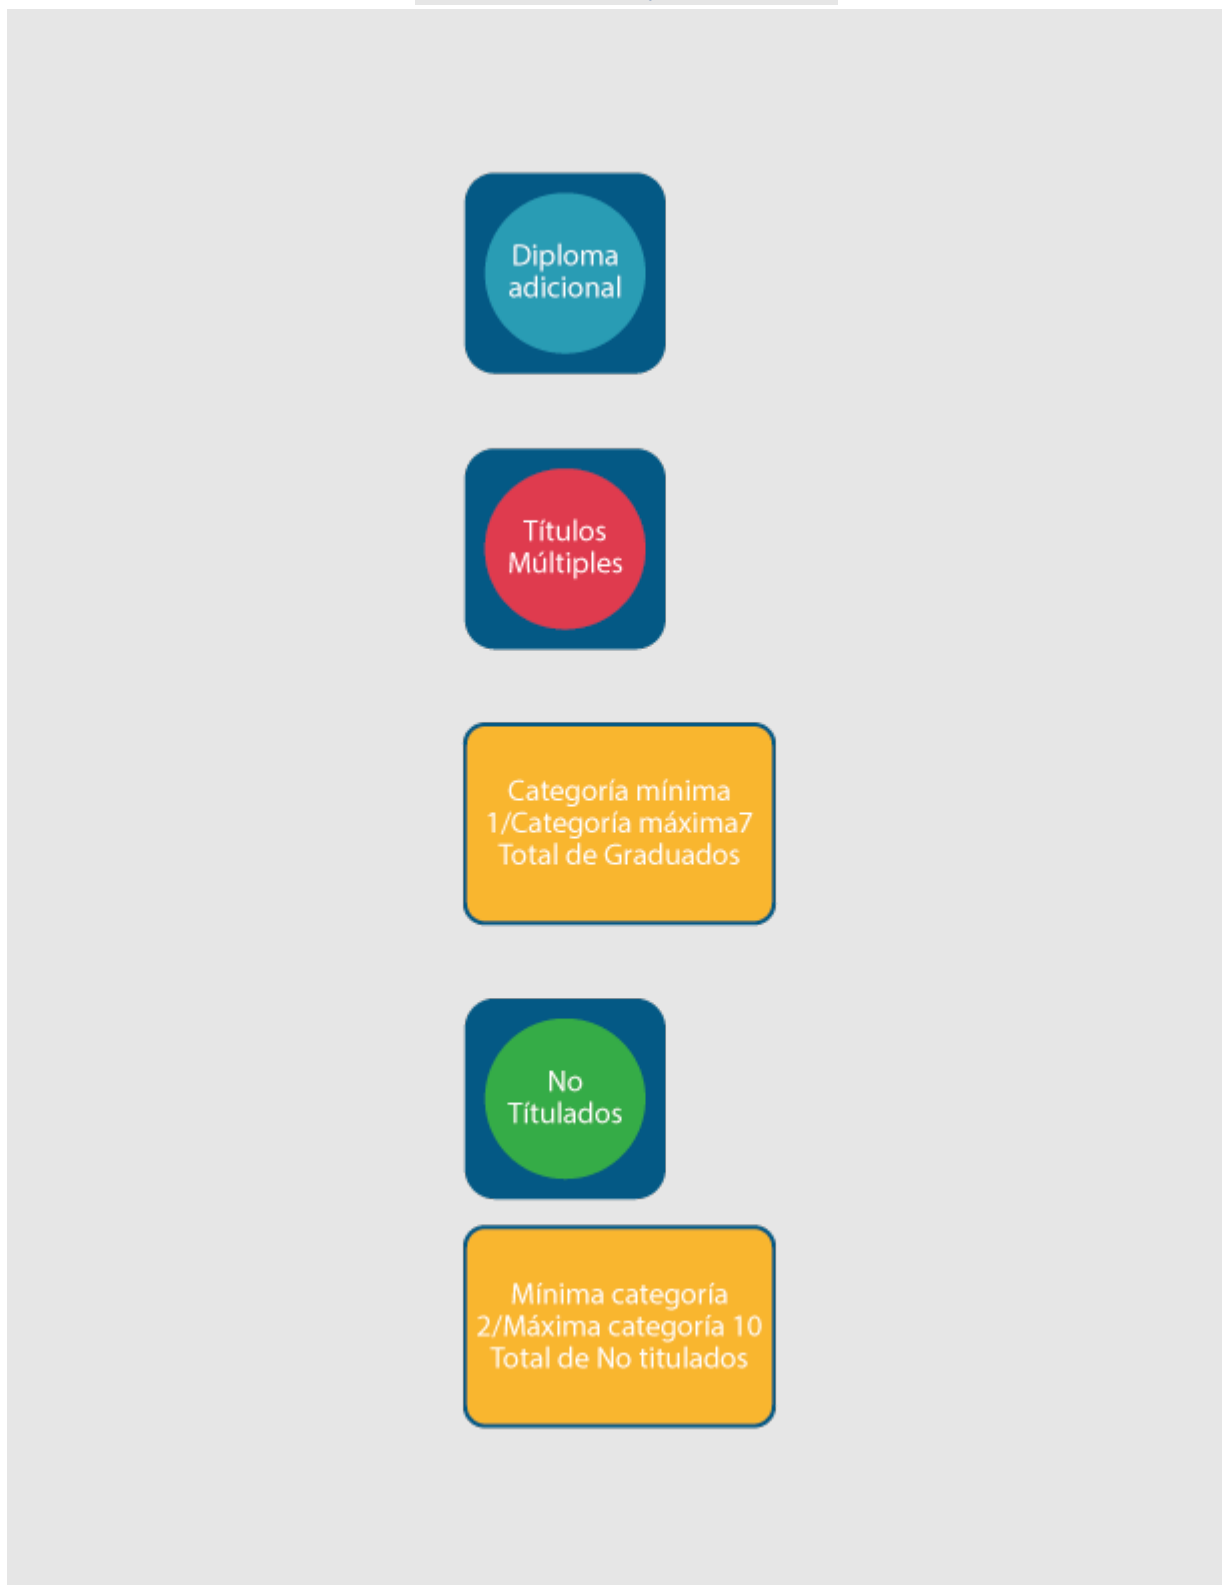 Diploma
adicional
Títulos
Múltiples
Categoría mínima
1/Categoría máxima7
Total de Graduados
No
Títulados
Mínima categoría
2/Máxima categoría 10
Total de No titulados